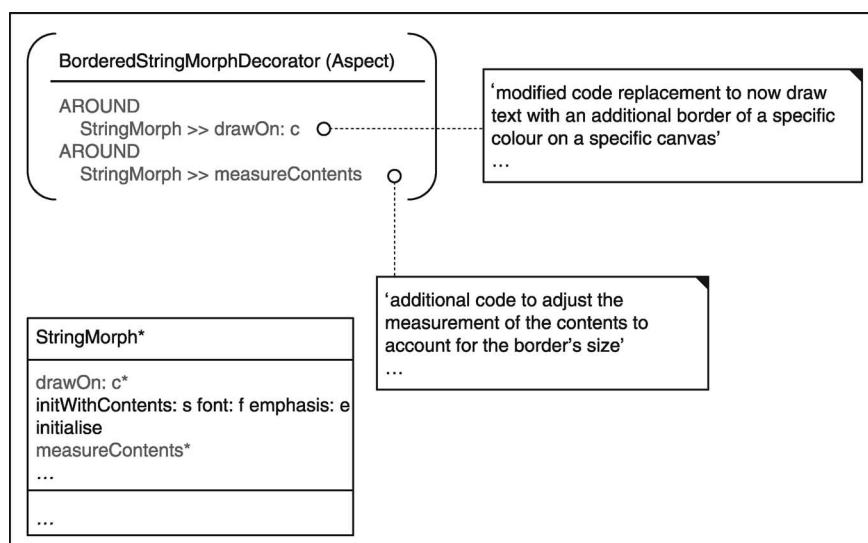 BorderedStringMorphDecorator (Aspect)
AROUND
StringMorph >> drawOn: c
AROUND
StringMorph >> measureContents
‘modified code replacement to now draw
text with an additional border of a specific
colour on a specific canvas’
…
‘additional code to adjust the
measurement of the contents to
account for the border’s size’
…
StringMorph*
drawOn: c*
initWithContents: s font: f emphasis: e
initialise
measureContents*
…
…